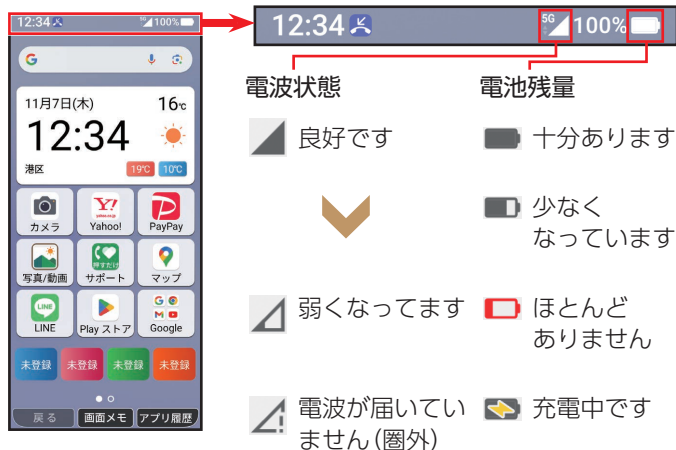 12:34 5G 100%
12:34 5G 100%
電波状態
電池残量
良好です
十分あります
少なく
なっています
弱くなってます
ほとんど
ありません
電波が届いてい
ません(圏外)
充電中です
G
11月7日(木) 16℃
12:34
港区 19℃ 10℃
カメラ Yahoo! PayPay
写真/動画 サポート マップ
LINE Play ストア Google
未登録 未登録 未登録 未登録
戻る 画面メモ アプリ履歴